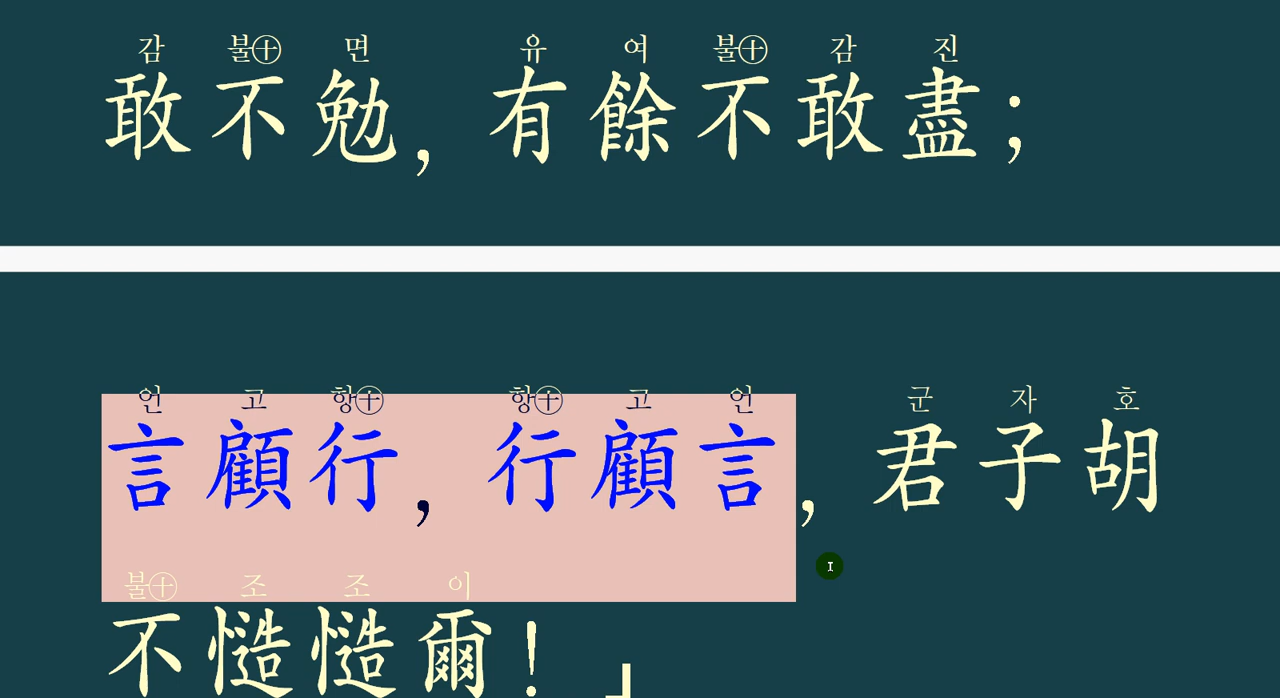 감 불㊉ 면 유 여 불㊉ 감 진
敢不勉, 有餘不敢盡;
언 고 항㊉ 항㊉ 고 언 군 자 호
言顧行, 行顧言, 君子胡
불㊉ 조 조 이
不慥慥爾!」